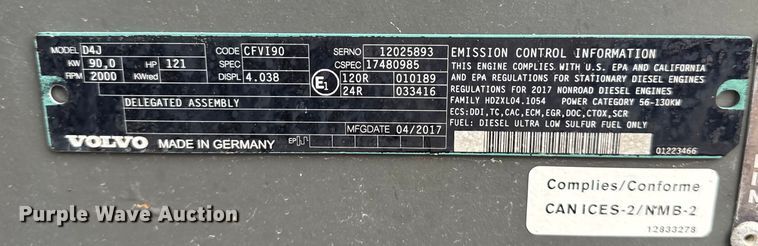 MODEL D4J CODE CFVI90 SERNO 12025893
KW 90,0 HP 121 SPEC CSPEC 17480985
RPM 2000 KWred DISPL 4.038 E1 120R 010189
24R 033416
DELEGATED ASSEMBLY
MFGDATE 04/2017
VOLVO MADE IN GERMANY EP
EMISSION CONTROL INFORMATION
THIS ENGINE COMPLIES WITH U.S. EPA AND CALIFORNIA
AND EPA REGULATIONS FOR STATIONARY DIESEL ENGINES
REGULATIONS FOR 2017 NONROAD DIESEL ENGINES
FAMILY HDZXL04.1054 POWER CATEGORY 56-130KW
ECS:DDI,TC,CAC,ECM,EGR,DOC,CTOX,SCR
FUEL: DIESEL ULTRA LOW SULFUR FUEL ONLY
01223466
Complies/Conforme
CAN ICES-2/NMB-2
12833278
Purple Wave Auction